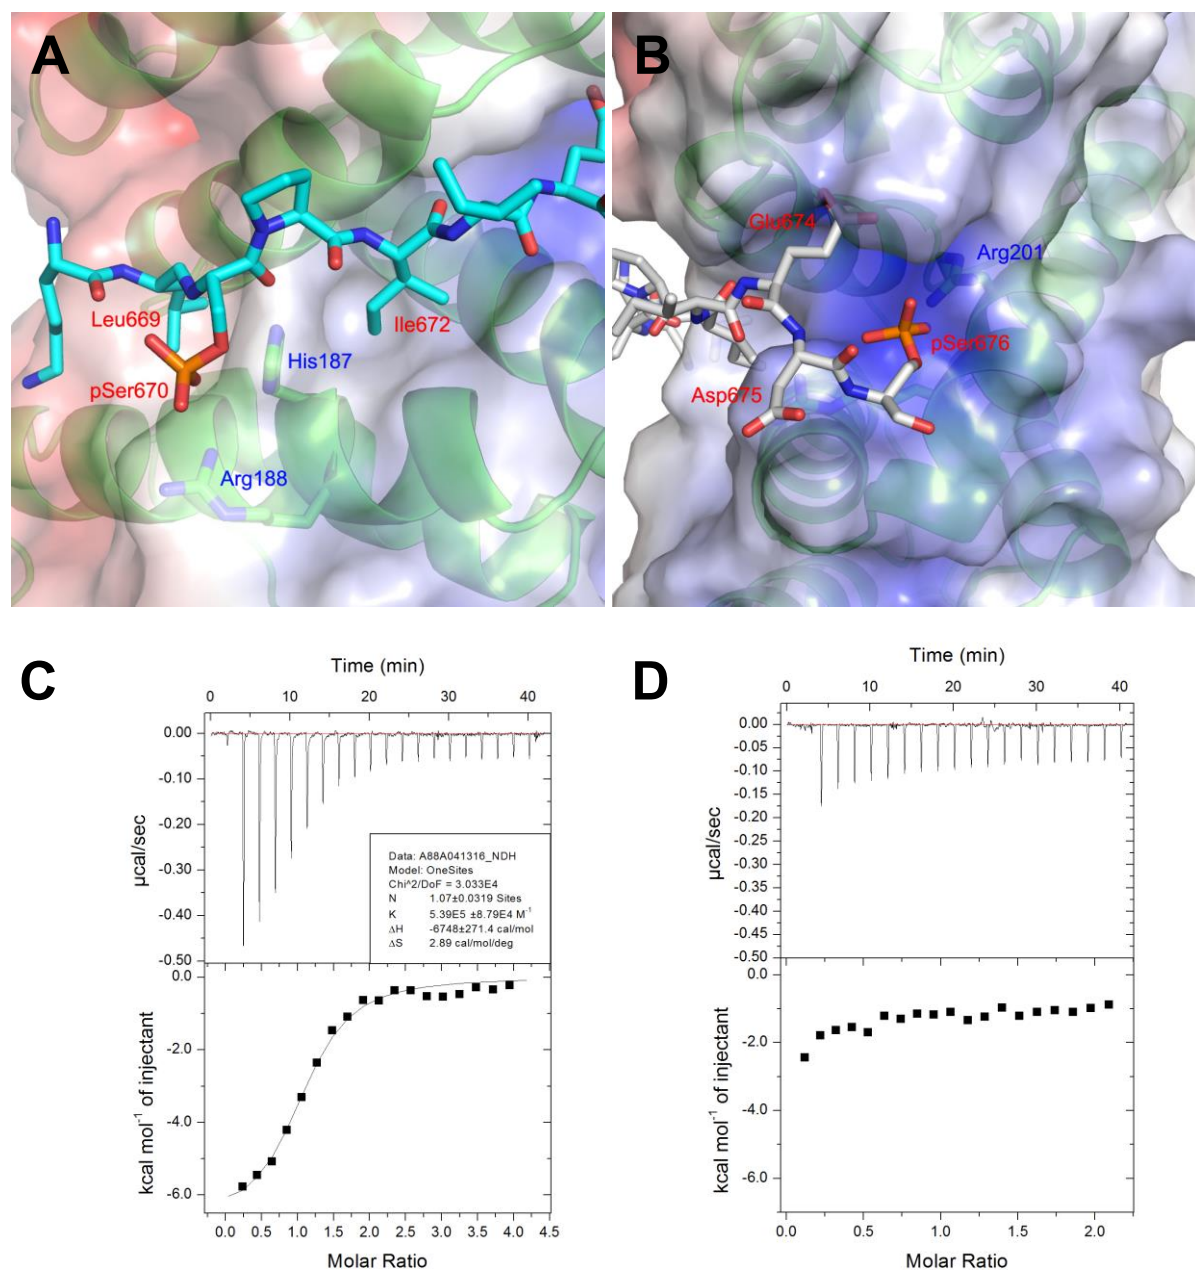 A
Leu669
pSer670
His187
Ile672
Arg188
B
Glu674
Arg201
pSer676
Asp675
C
Time (min)
0 10 20 30 40
0.00
-0.10
-0.20
-0.30
-0.40
-0.50
µcal/sec
Data: A88A041316_NDH
Model: OneSites
Chi^2/DoF = 3.033E4
N 1.07±0.0319 Sites
K 5.39E5 ±8.79E4 M⁻¹
ΔH -6748±271.4 cal/mol
ΔS 2.89 cal/mol/deg
0.0
-2.0
-4.0
-6.0
kcal mol⁻¹ of injectant
0.0 0.5 1.0 1.5 2.0 2.5 3.0 3.5 4.0 4.5
Molar Ratio
D
Time (min)
0 10 20 30 40
0.00
-0.05
-0.10
-0.15
-0.20
-0.25
-0.30
-0.35
-0.40
-0.45
-0.50
µcal/sec
0.0
-2.0
-4.0
-6.0
kcal mol⁻¹ of injectant
0.0 0.5 1.0 1.5 2.0
Molar Ratio